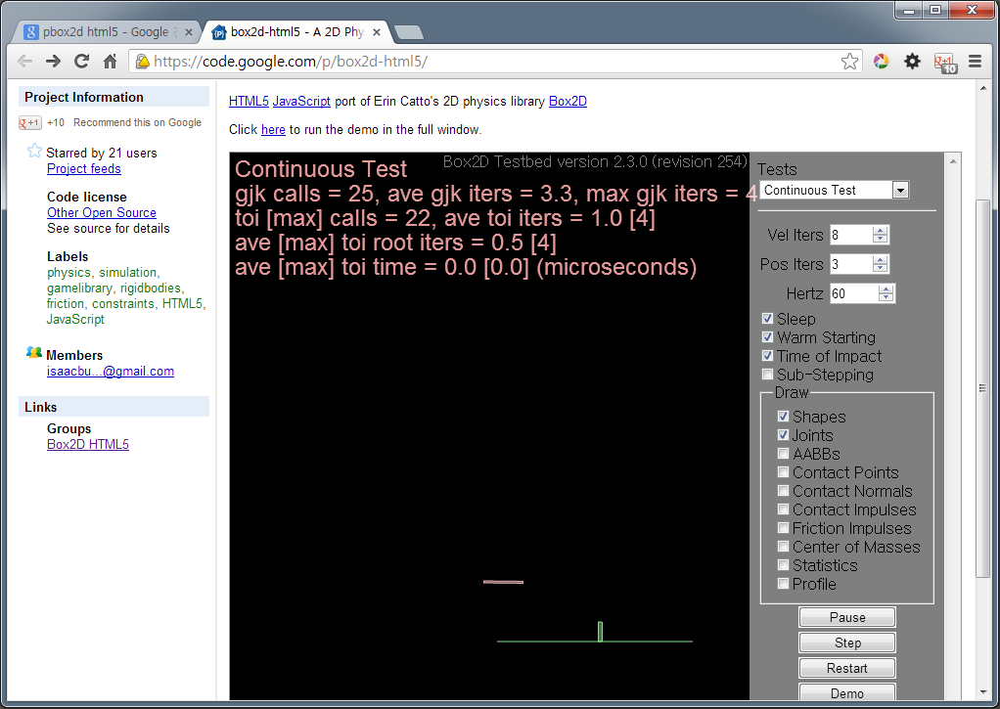 pbox2d html5 - Google
box2d-html5 - A 2D Phy
https://code.google.com/p/box2d-html5/
10
Project Information
+1 +10 Recommend this on Google
Starred by 21 users
Project feeds
Code license
Other Open Source
See source for details
Labels
physics, simulation,
gamelibrary, rigidbodies,
friction, constraints, HTML5,
JavaScript
Members
isaacbu...@gmail.com
Links
Groups
Box2D HTML5
HTML5 JavaScript port of Erin Catto's 2D physics library Box2D
Click here to run the demo in the full window.
Box2D Testbed version 2.3.0 (revision 254)
Continuous Test
gjk calls = 25, ave gjk iters = 3.3, max gjk iters = 4
toi [max] calls = 22, ave toi iters = 1.0 [4]
ave [max] toi root iters = 0.5 [4]
ave [max] toi time = 0.0 [0.0] (microseconds)
Tests
Continuous Test
Vel Iters 8
Pos Iters 3
Hertz 60
Sleep
Warm Starting
Time of Impact
Sub-Stepping
Draw
Shapes
Joints
AABBs
Contact Points
Contact Normals
Contact Impulses
Friction Impulses
Center of Masses
Statistics
Profile
Pause
Step
Restart
Demo